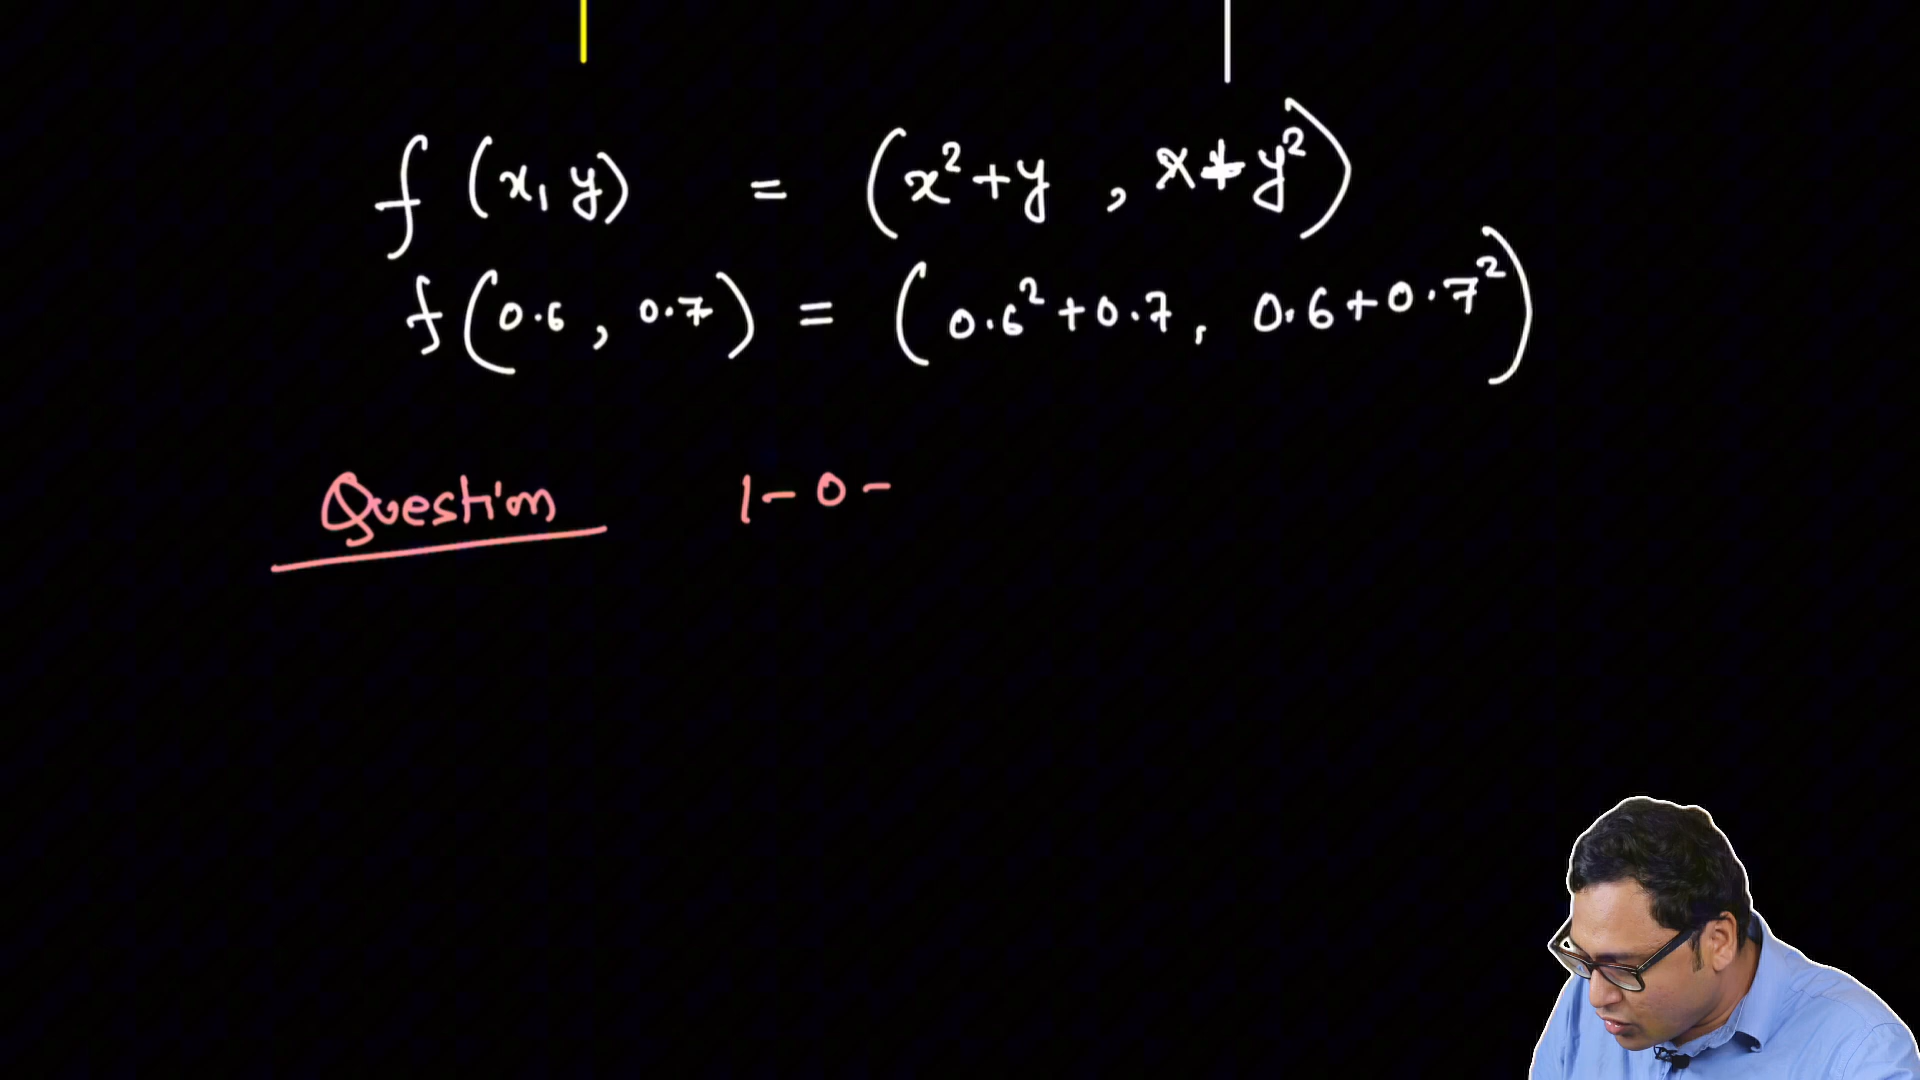 f (x, y) = (x²+y , x+y²)
f (0.6 , 0.7) = (0.6²+0.7, 0.6+0.7²)
Question 1-0-